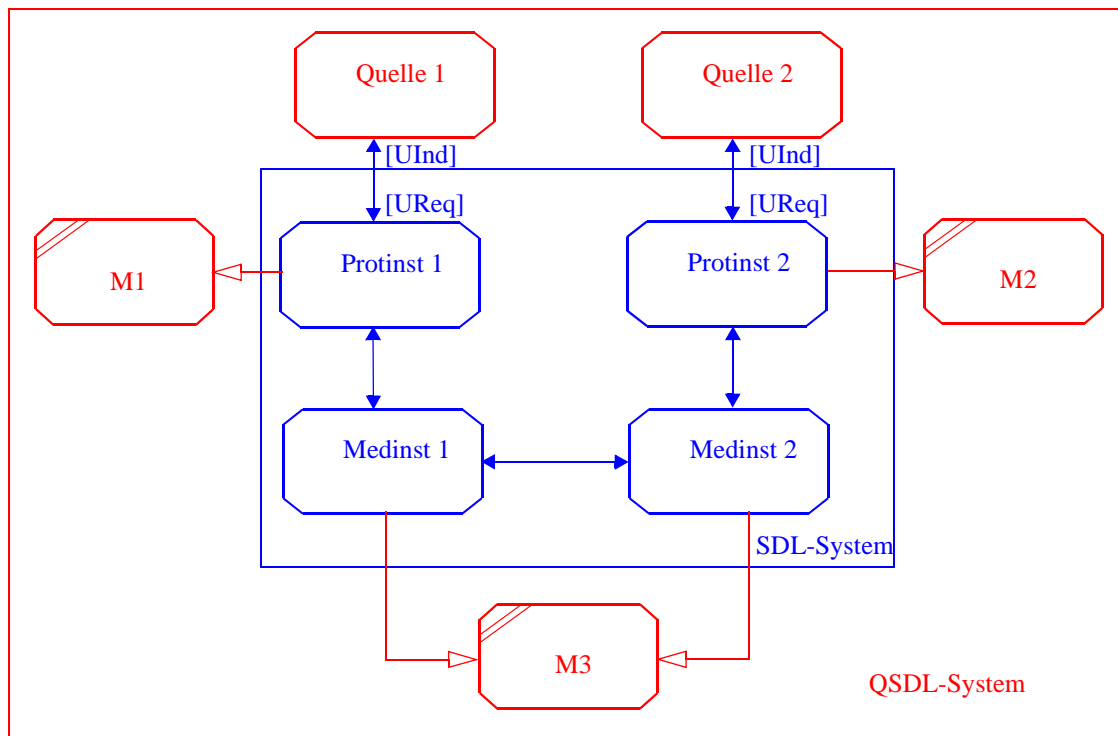 Quelle 1
Quelle 2
[UInd]
[UInd]
[UReq]
[UReq]
M1
Protinst 1
Protinst 2
M2
Medinst 1
Medinst 2
SDL-System
M3
QSDL-System